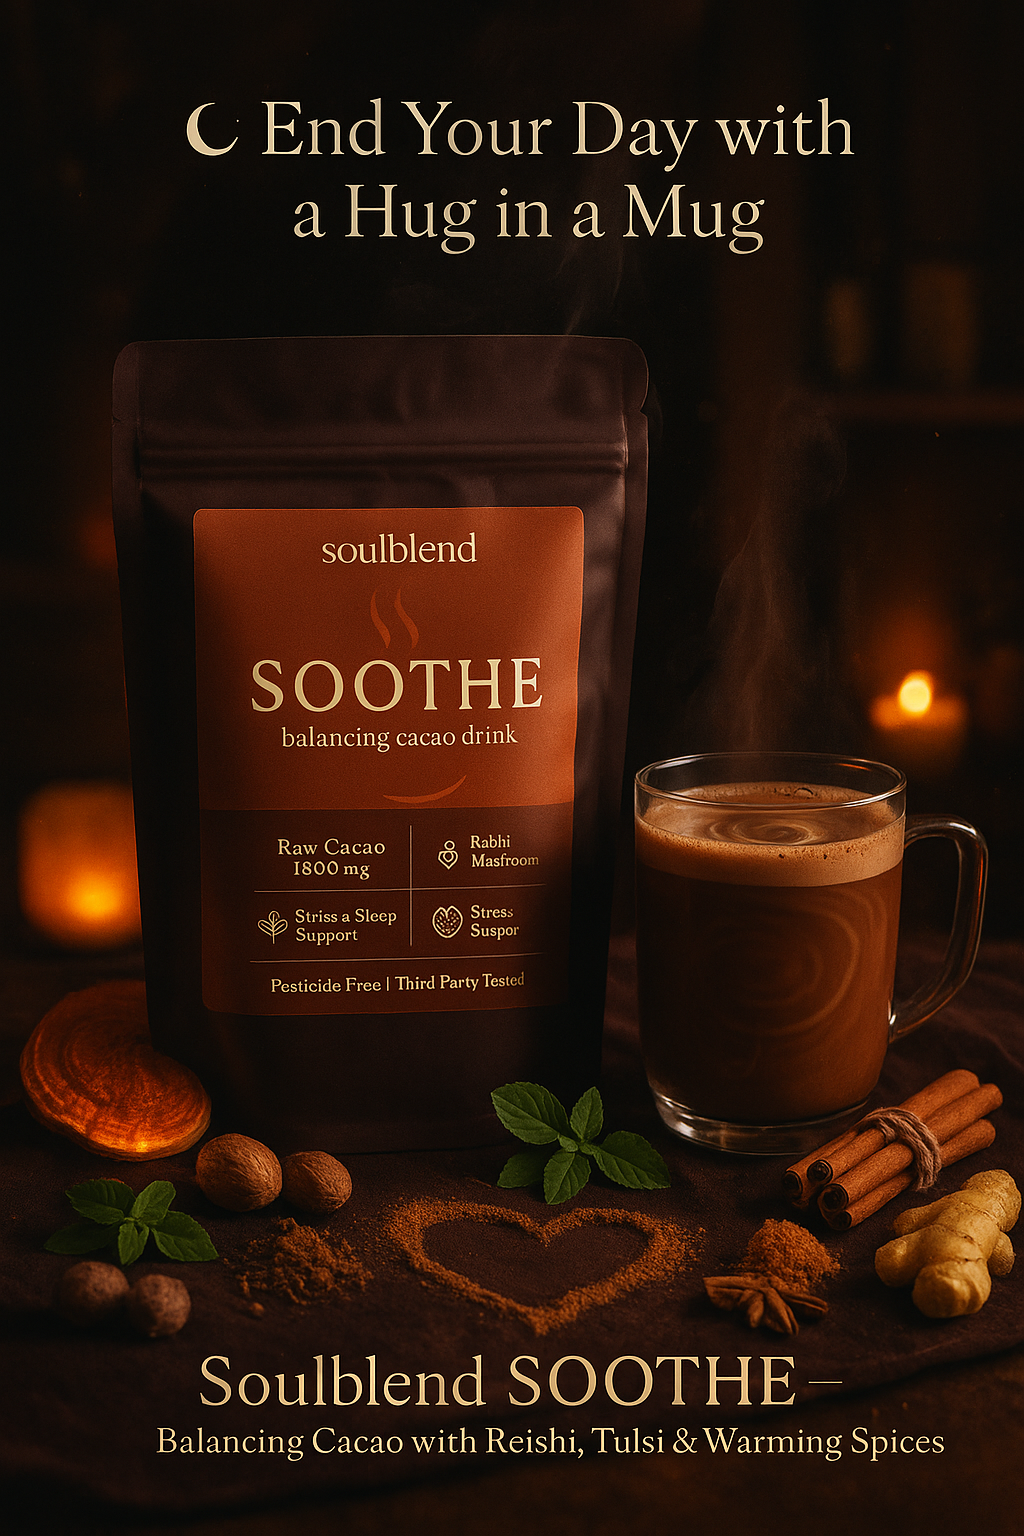 End Your Day with
a Hug in a Mug
soulblend
SOOTHE
balancing cacao drink
Raw Cacao
1800 mg
Rabhi
Masfroom
Striss a Sleep
Support
Stress
Suspor
Pesticide Free | Third Party Tested
Soulblend SOOTHE –
Balancing Cacao with Reishi, Tulsi & Warming Spices